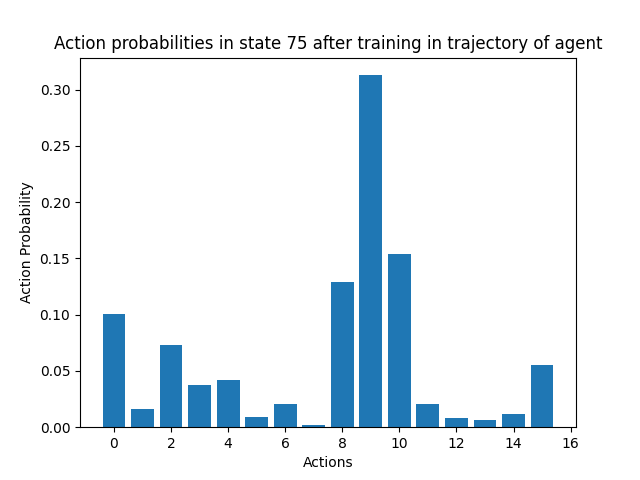 Action probabilities in state 75 after training in trajectory of agent
0.30
0.25
0.20
0.15
0.10
0.05
0.00
Action Probability
0 2 4 6 8 10 12 14 16
Actions